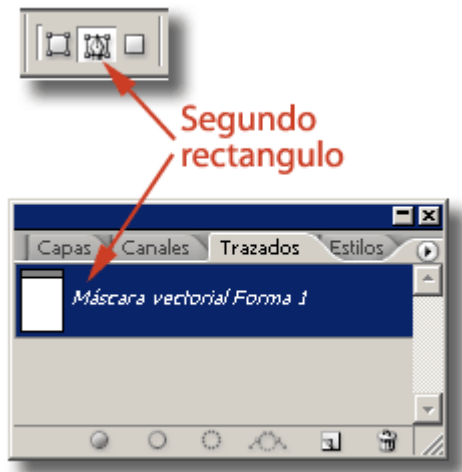 Segundo
rectangulo
Capas Canales Trazados Estilos
Máscara vectorial Forma 1